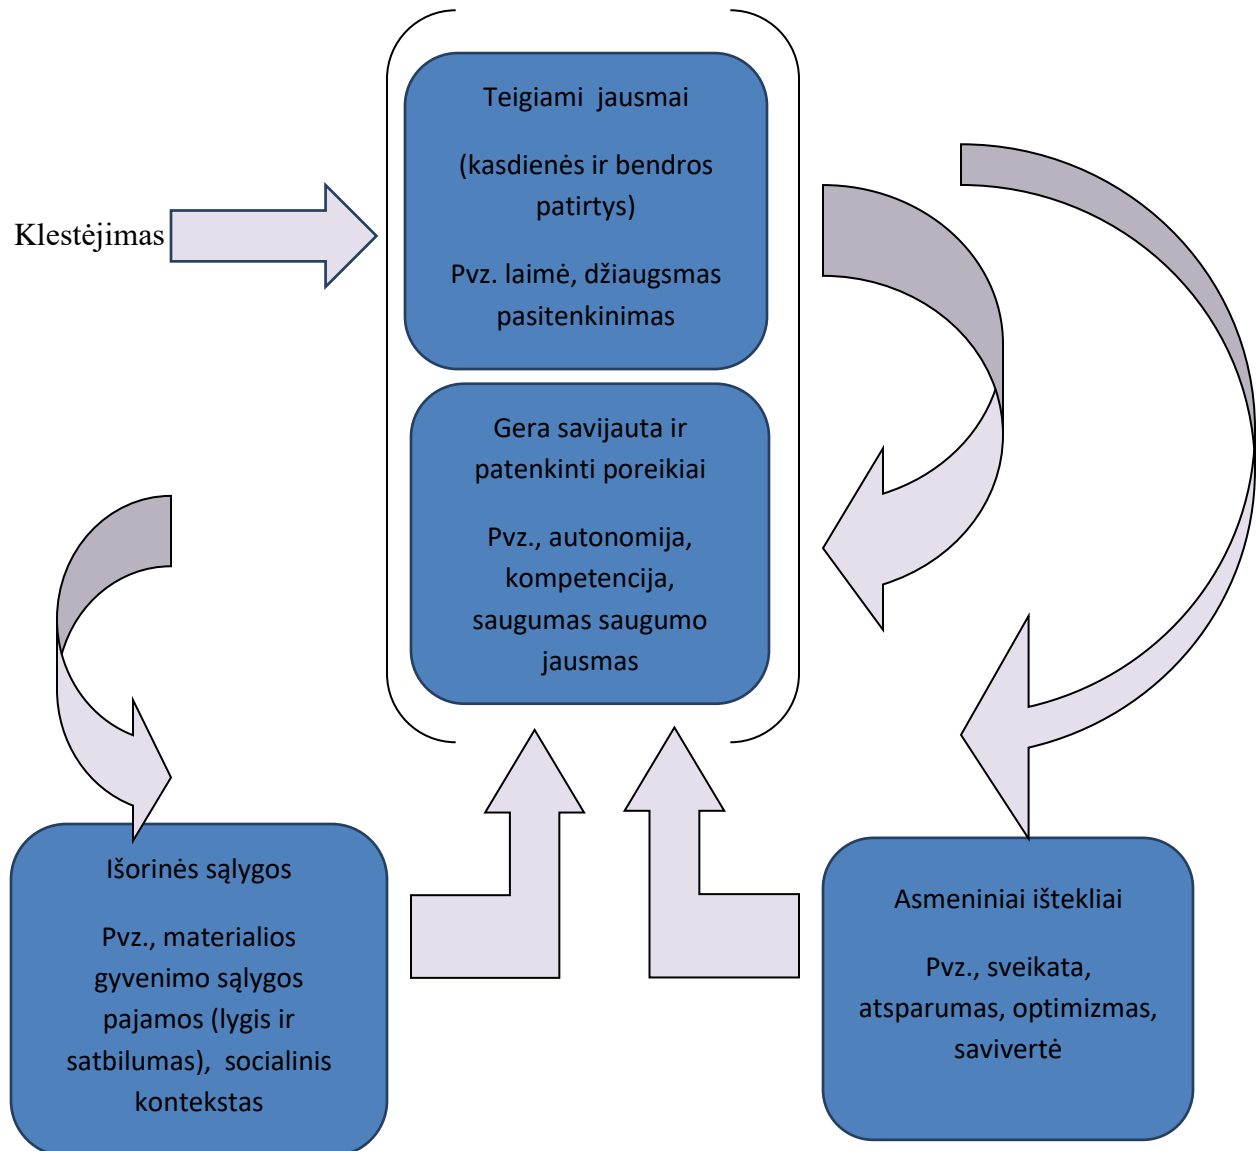 Teigiami jausmai
(kasdienės ir bendros
patirtys)
Pvz. laimė, džiaugsmas
pasitenkinimas
Klestėjimas
Gera savijauta ir
patenkinti poreikiai
Pvz., autonomija,
kompetencija,
saugumas saugumo
jausmas
Išorinės sąlygos
Pvz., materialios
gyvenimo sąlygos
pajamos (lygis ir
satbilumas), socialinis
kontekstas
Asmeniniai ištekliai
Pvz., sveikata,
atsparumas, optimizmas,
savivertė